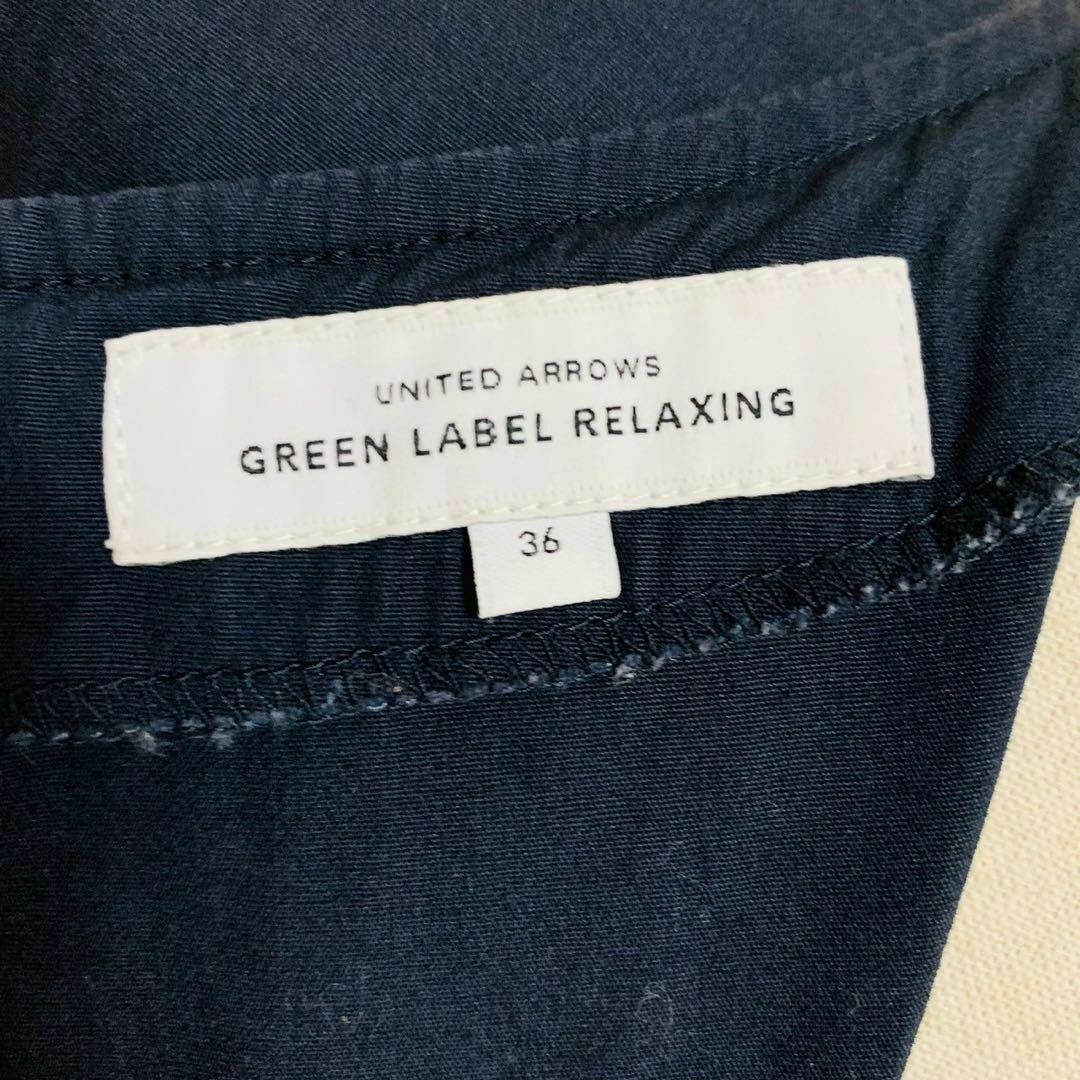 UNITED ARROWS
GREEN LABEL RELAXING
36